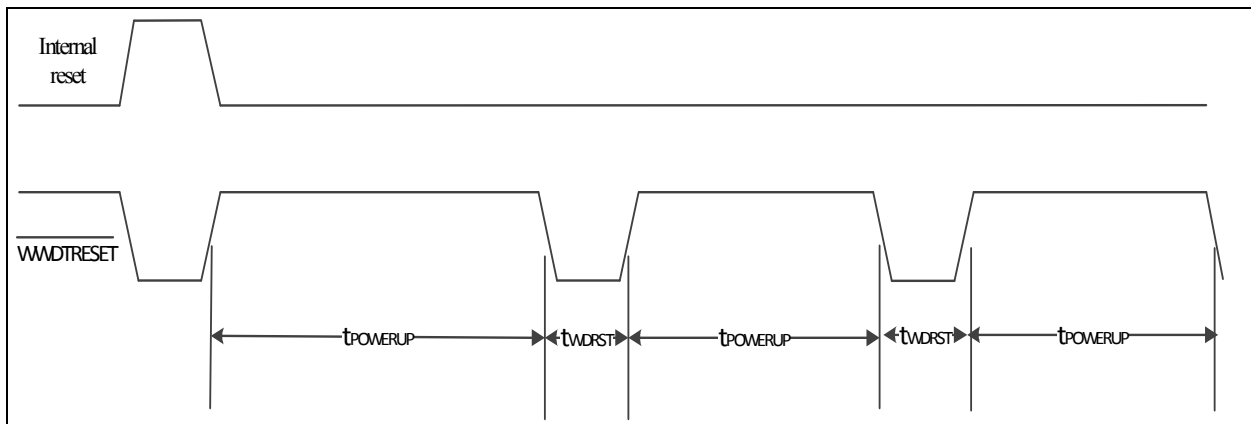 Internal
reset
WWDTRESET
tPOWERUP
tWDRST
tPOWERUP
tWDRST
tPOWERUP